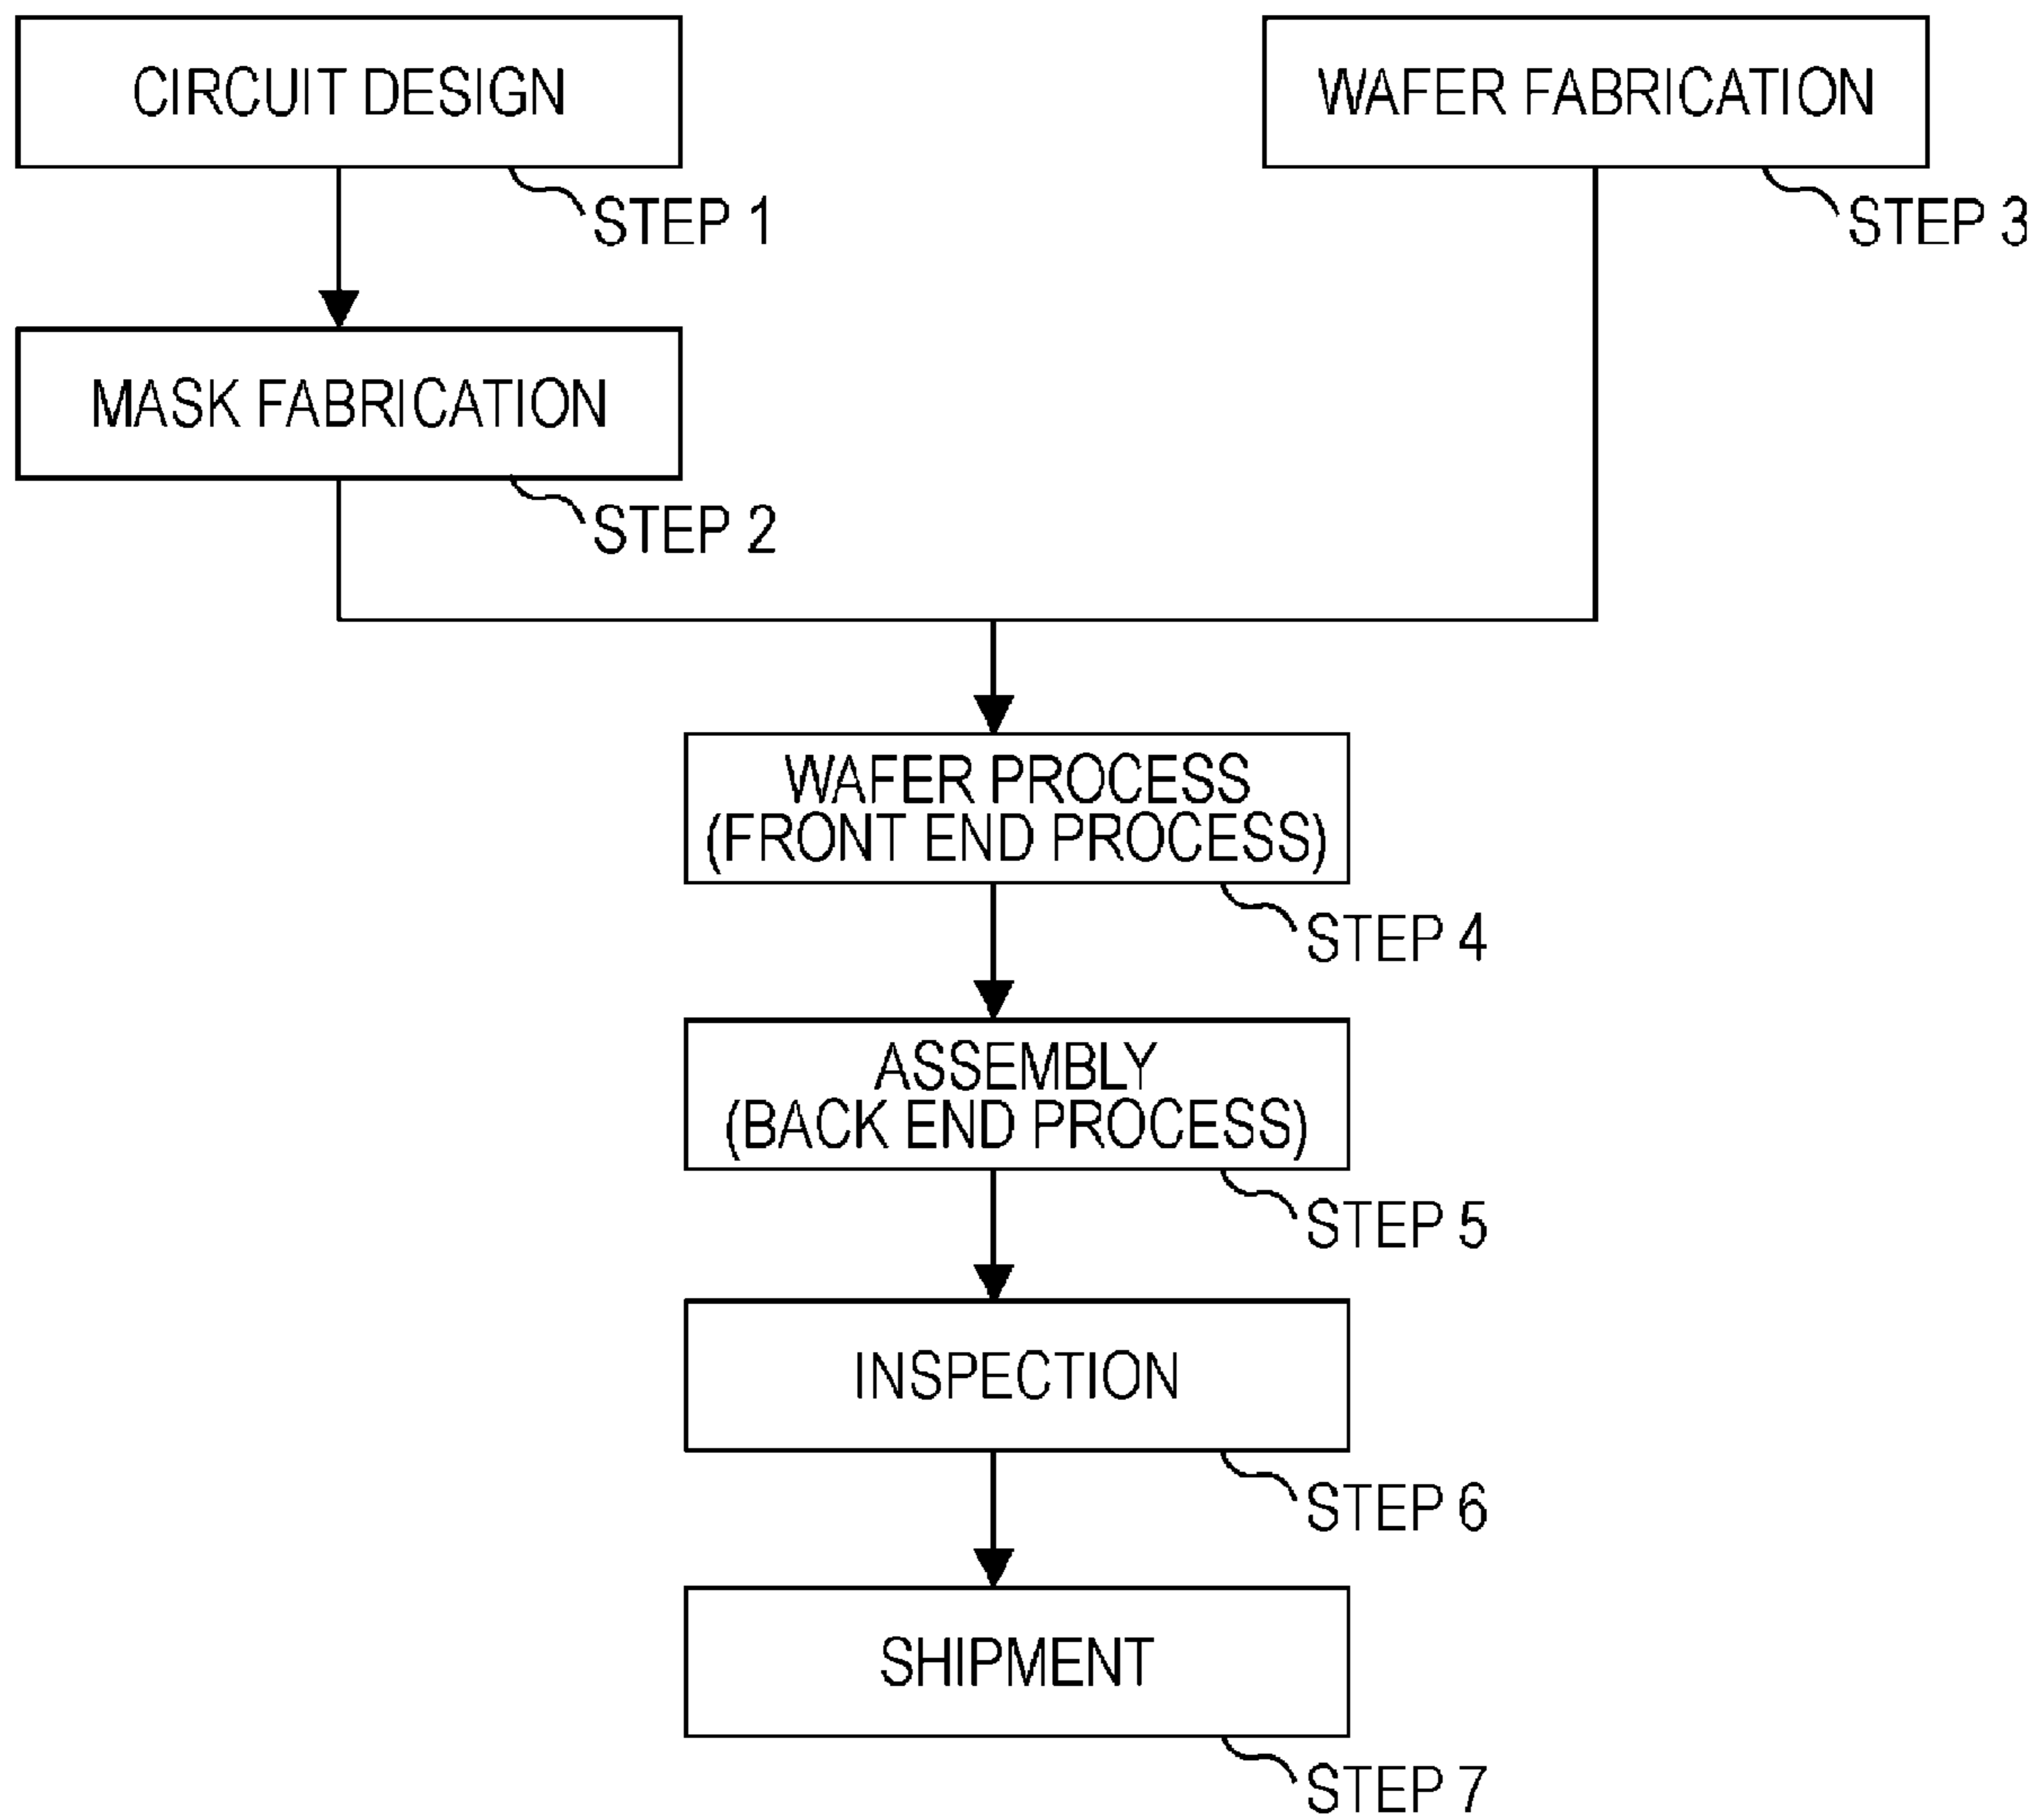 CIRCUIT DESIGN
STEP 1
WAFER FABRICATION
STEP 3
MASK FABRICATION
STEP 2
WAFER PROCESS
(FRONT END PROCESS)
STEP 4
ASSEMBLY
(BACK END PROCESS)
STEP 5
INSPECTION
STEP 6
SHIPMENT
STEP 7